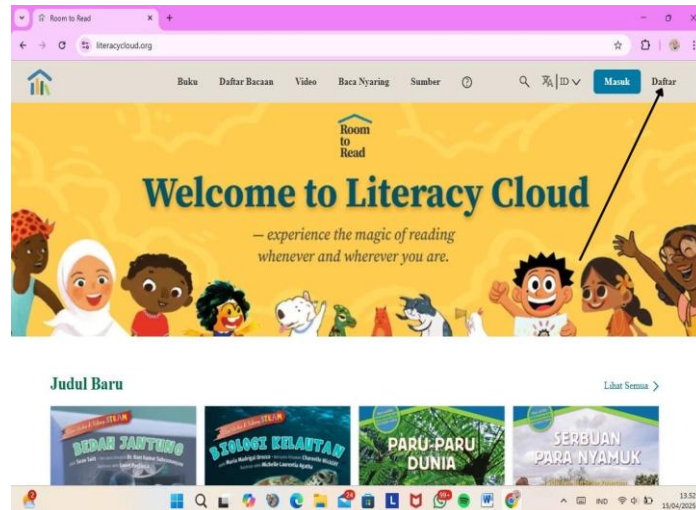 Room to Read
literacycloud.org
Buku Daftar Bacaan Video Baca Nyaring Sumber ID Masuk Daftar
Room
to
Read
Welcome to Literacy Cloud
— experience the magic of reading
whenever and wherever you are.
Judul Baru
Lihat Semua
BEDAH JANTUNG
BIOLOGI KELAUTAN
PARU-PARU
DUNIA
SERBUAN
PARA NYAMUK
99+
IND
13.52
15/04/2025